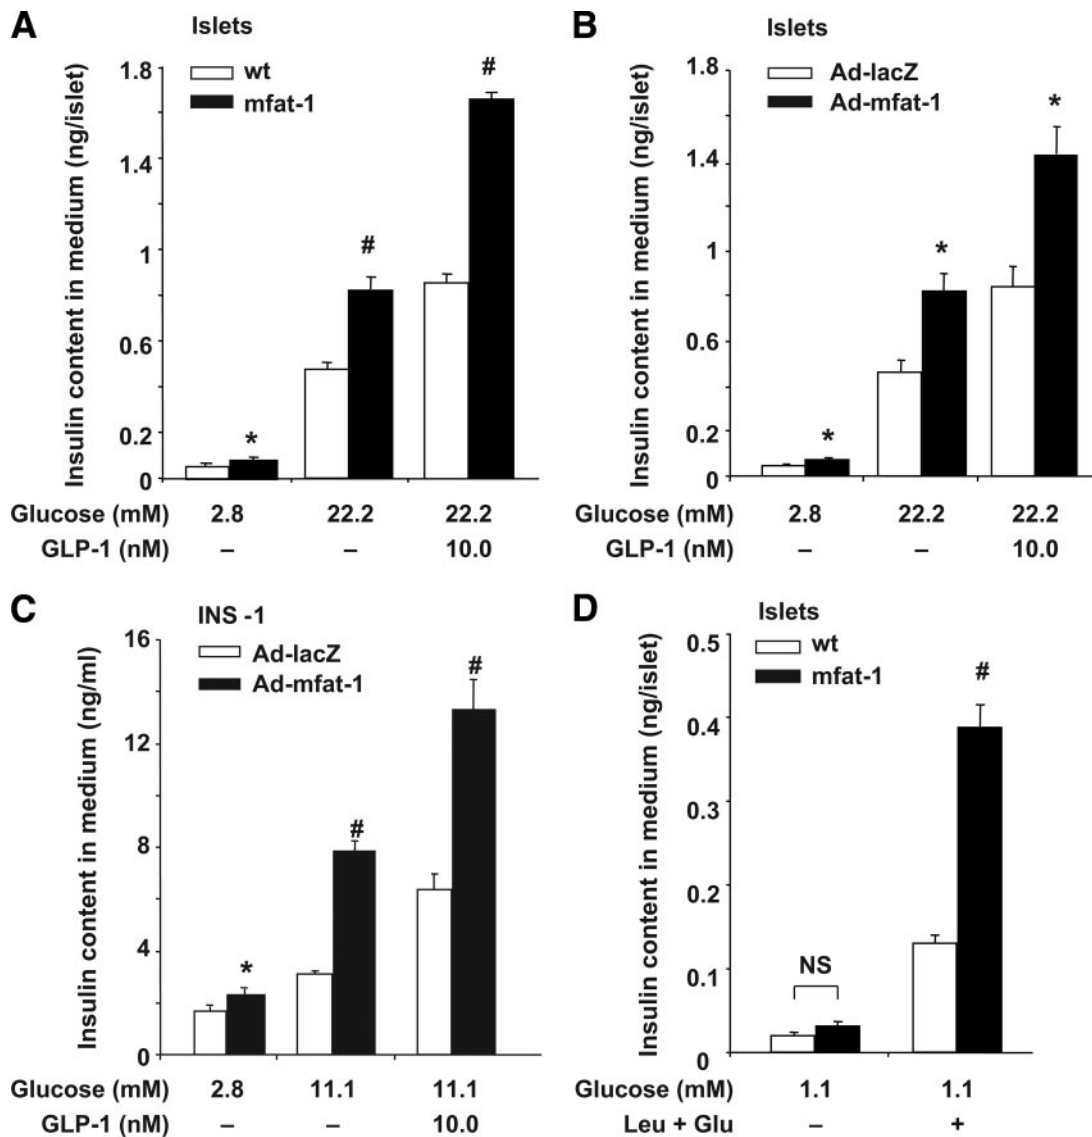 A
Islets
wt
mfat-1
Insulin content in medium (ng/islet)
1.8
1.4
1
0.6
0.2
0
*
#
#
Glucose (mM) 2.8 22.2 22.2
GLP-1 (nM) – – 10.0
B
Islets
Ad-lacZ
Ad-mfat-1
Insulin content in medium (ng/islet)
1.8
1.4
1
0.6
0.2
0
*
*
*
Glucose (mM) 2.8 22.2 22.2
GLP-1 (nM) – – 10.0
C
INS -1
Ad-lacZ
Ad-mfat-1
Insulin content in medium (ng/ml)
16
12
8
4
0
*
#
#
Glucose (mM) 2.8 11.1 11.1
GLP-1 (nM) – – 10.0
D
Islets
wt
mfat-1
Insulin content in medium (ng/islet)
0.5
0.4
0.3
0.2
0.1
0
NS
#
Glucose (mM) 1.1 1.1
Leu + Glu – +